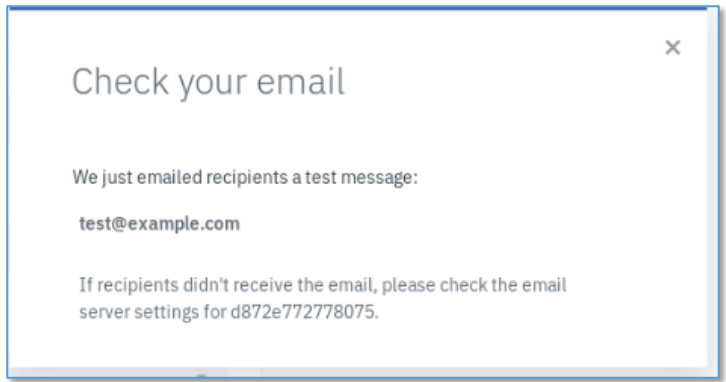 Check your email
We just emailed recipients a test message:
test@example.com
If recipients didn't receive the email, please check the email
server settings for d872e772778075.